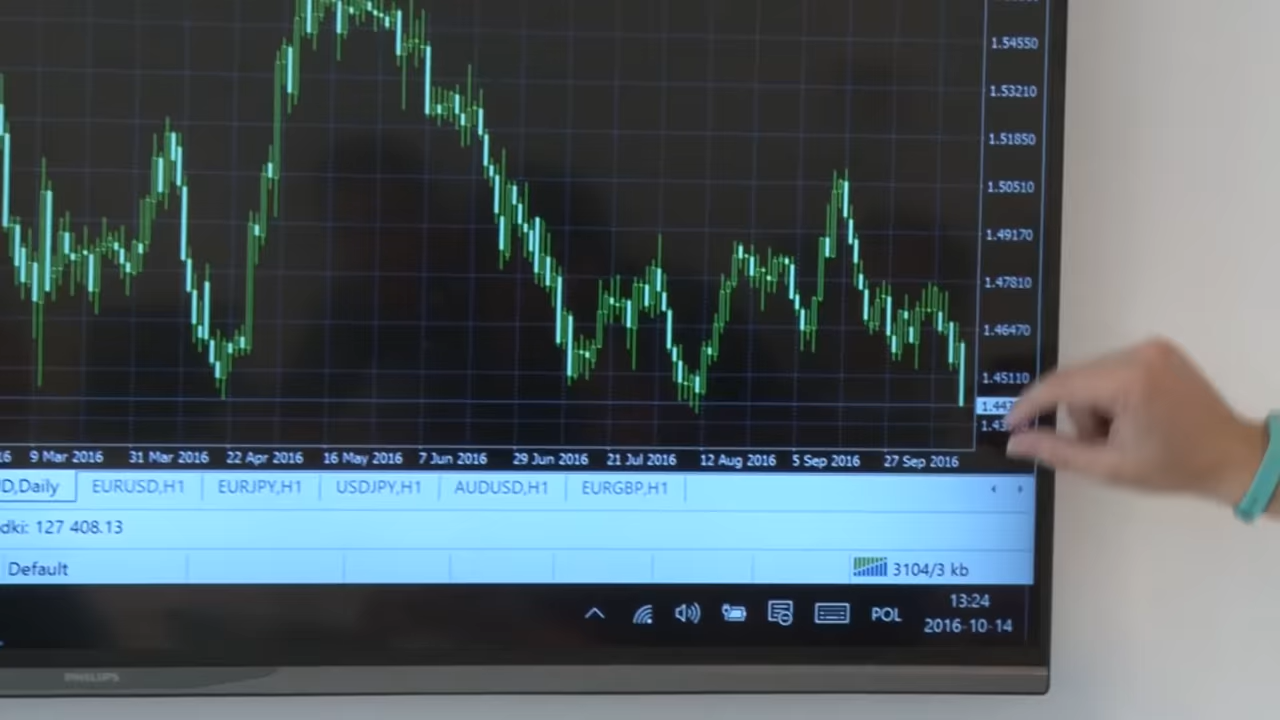 1.54550
1.53210
1.51850
1.50510
1.49170
1.47810
1.46470
1.45110
9 Mar 2016 31 Mar 2016 22 Apr 2016 16 May 2016 7 Jun 2016 29 Jun 2016 21 Jul 2016 12 Aug 2016 5 Sep 2016 27 Sep 2016
D,Daily EURUSD,H1 EURJPY,H1 USDJPY,H1 AUDUSD,H1 EURGBP,H1
dki: 127 408.13
Default 3104/3 kb
POL 13:24
2016-10-14
PHILIPS